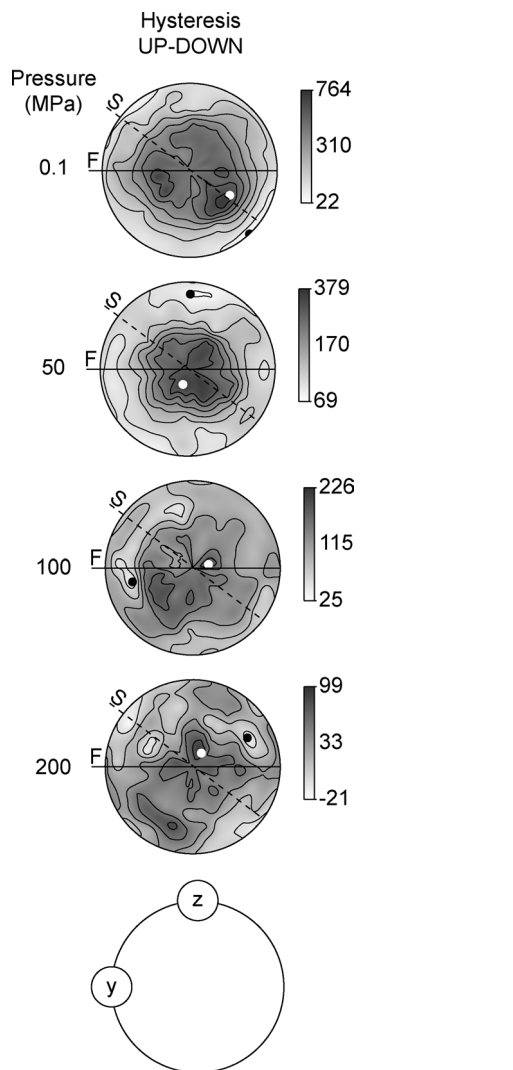 Hysteresis
UP-DOWN
Pressure
(MPa)
S
F
0.1
764
310
22
S
F
50
379
170
69
S
F
100
226
115
25
S
F
200
99
33
-21
z
y